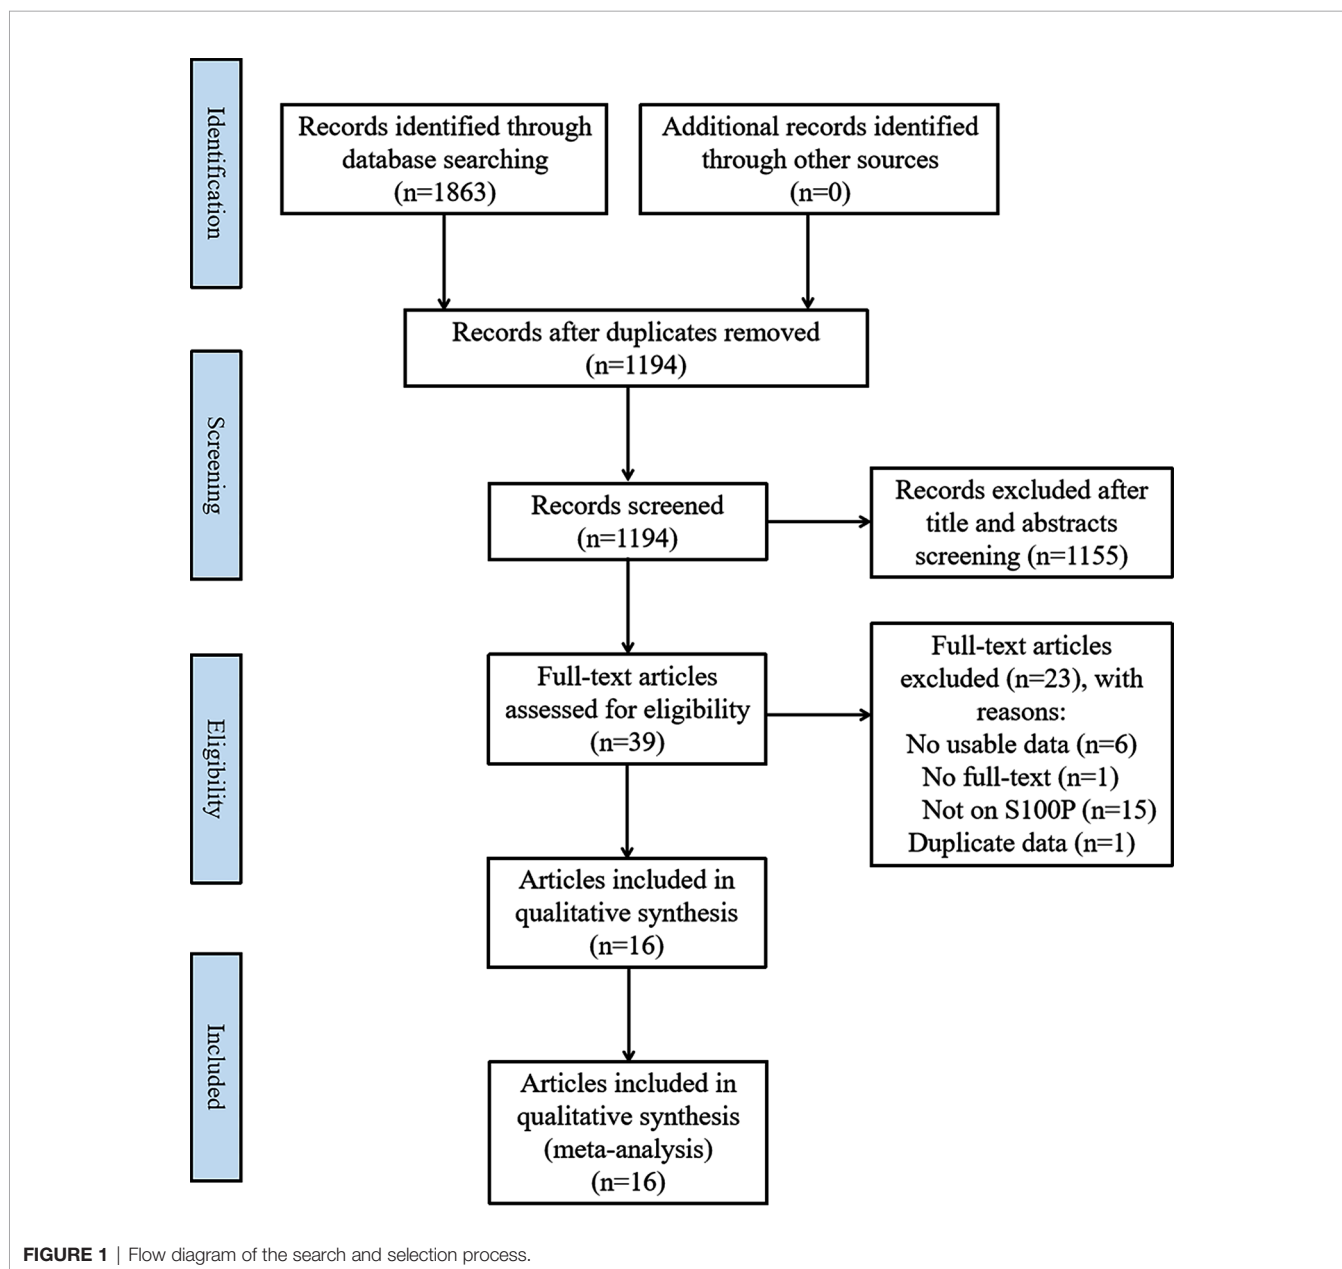 Identification
Records identified through
database searching
(n=1863)
Additional records identified
through other sources
(n=0)
Records after duplicates removed
(n=1194)
Screening
Records screened
(n=1194)
Records excluded after
title and abstracts
screening (n=1155)
Eligibility
Full-text articles
assessed for eligibility
(n=39)
Full-text articles
excluded (n=23), with
reasons:
No usable data (n=6)
No full-text (n=1)
Not on S100P (n=15)
Duplicate data (n=1)
Articles included in
qualitative synthesis
(n=16)
Included
Articles included in
qualitative synthesis
(meta-analysis)
(n=16)
FIGURE 1 | Flow diagram of the search and selection process.